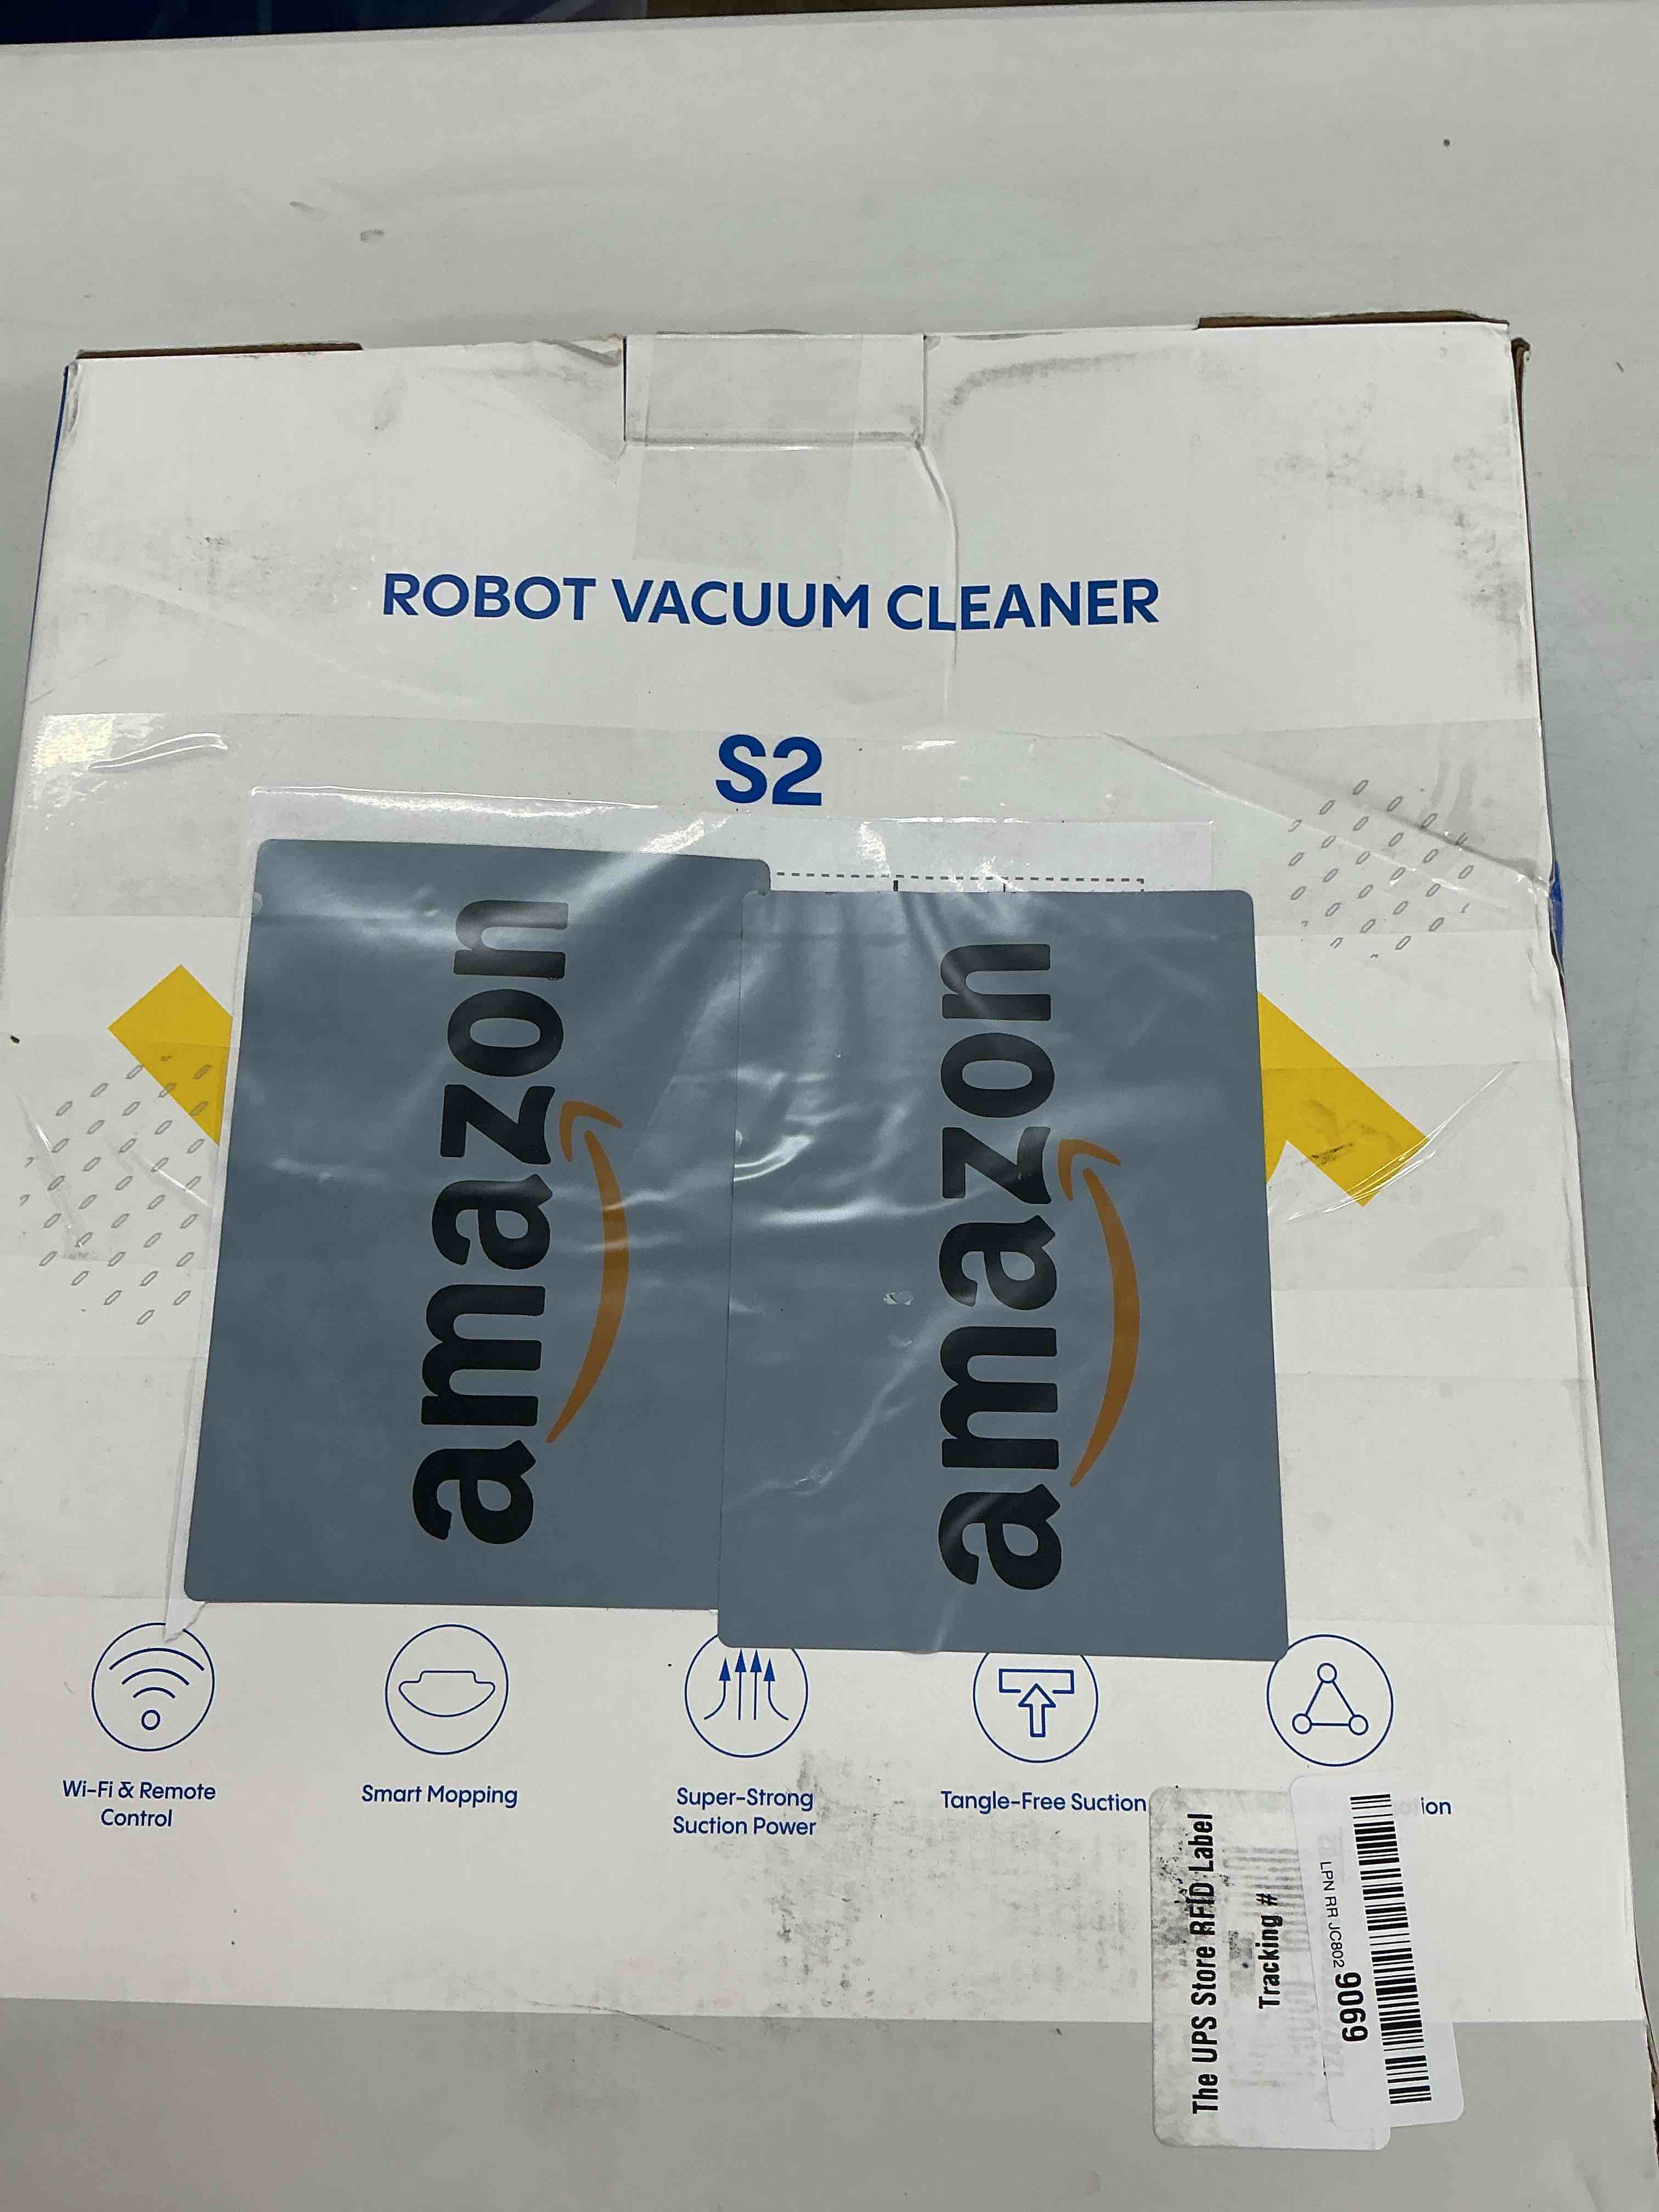 ROBOT VACUUM CLEANER
S2
amazon
amazon
Wi-Fi & Remote
Control
Smart Mopping
Super-Strong
Suction Power
Tangle-Free Suction
The UPS Store RFID Label
Tracking #
LPN RR JC802 9069